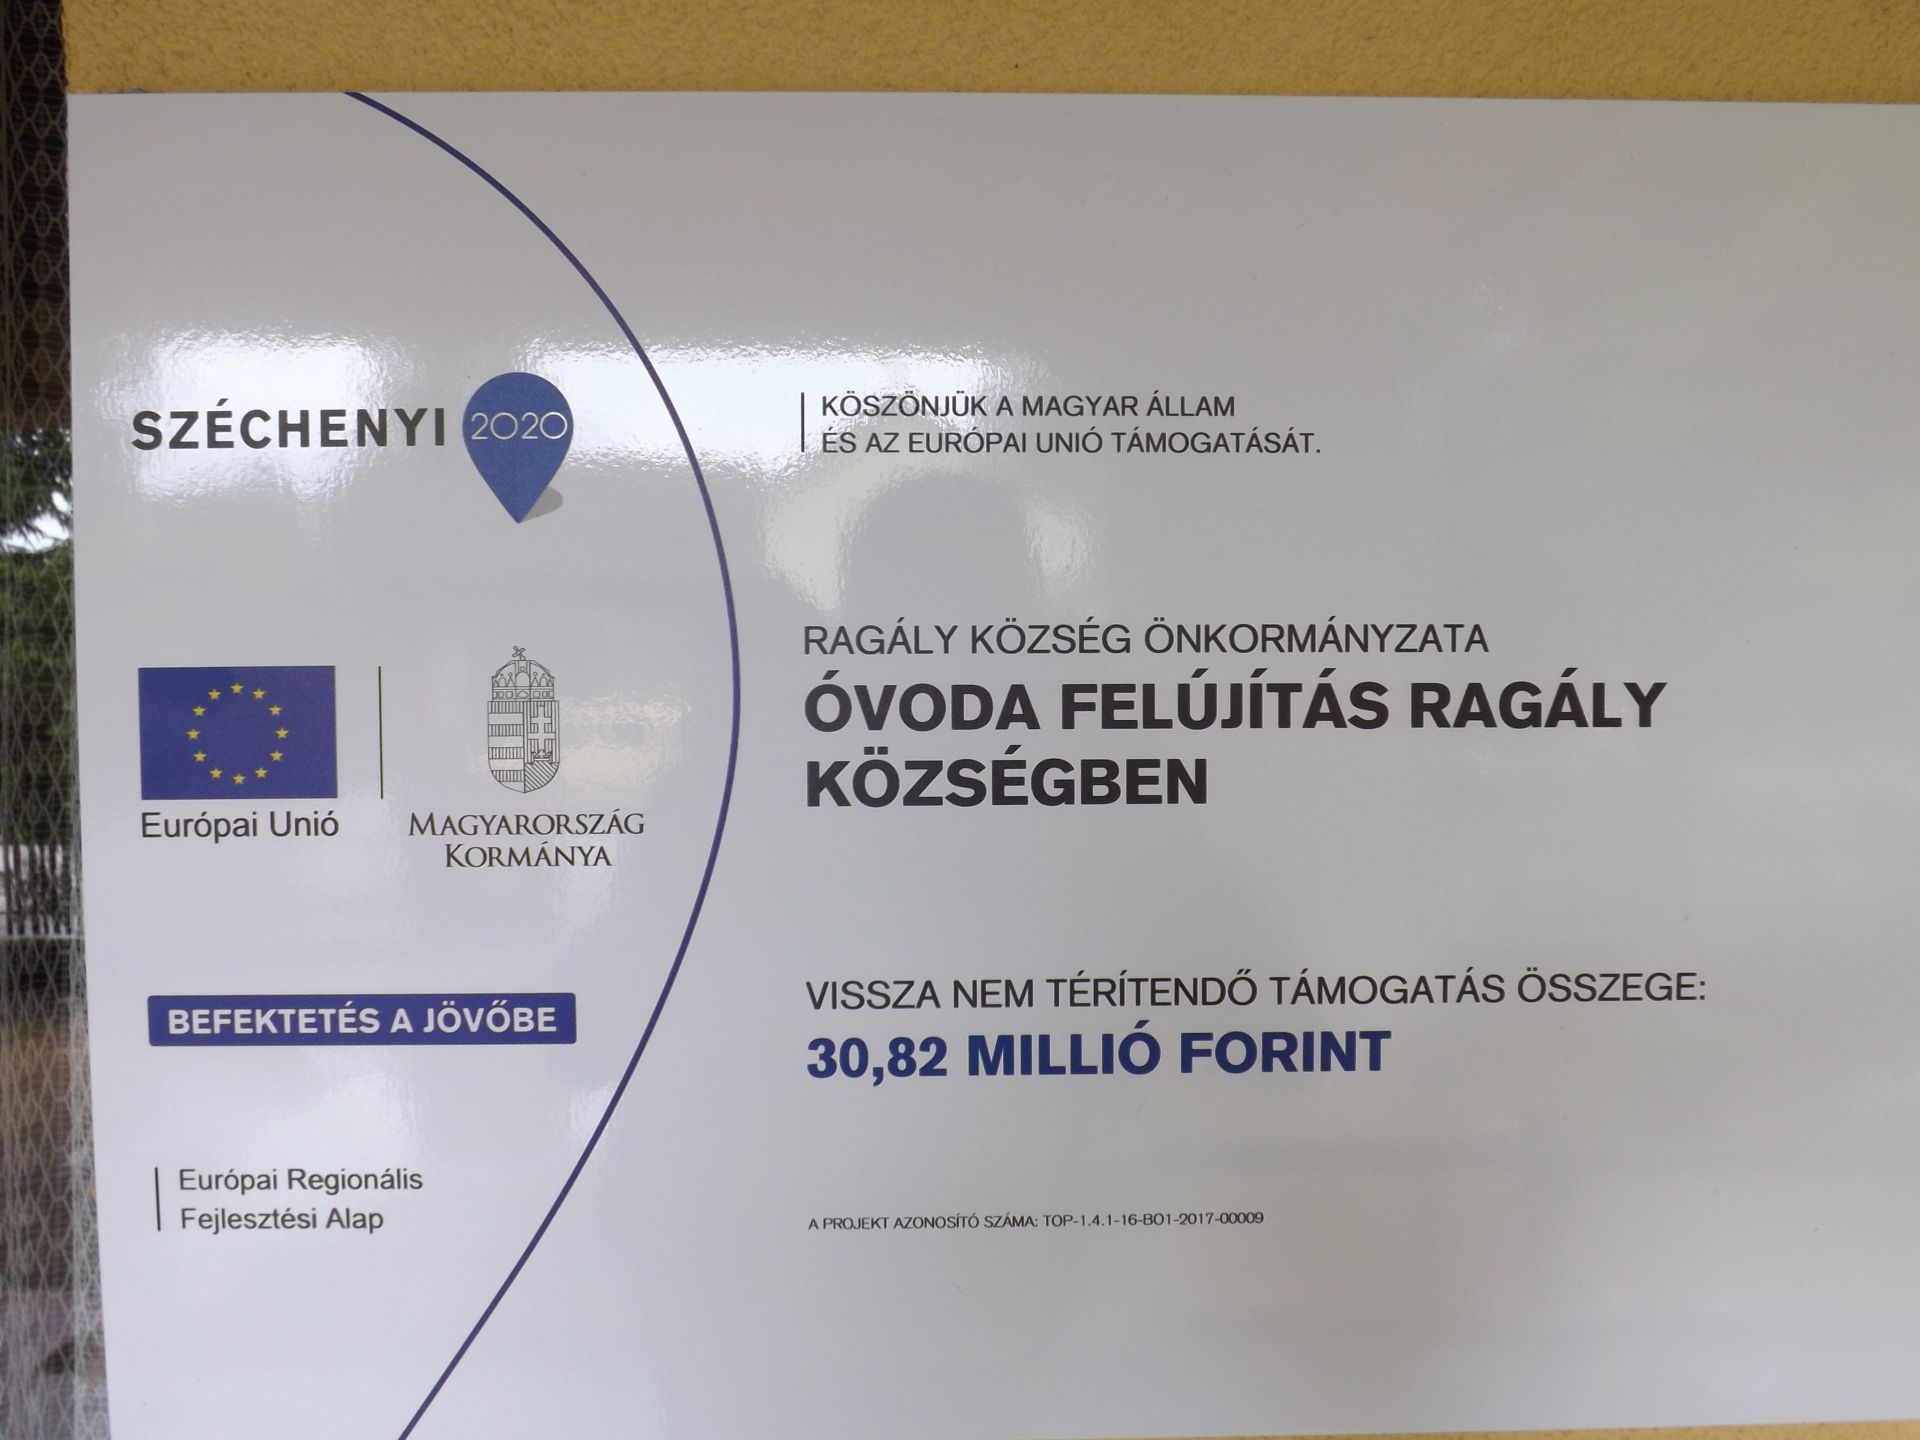 SZÉCHENYI 2020
KÖSZÖNJÜK A MAGYAR ÁLLAM
ÉS AZ EURÓPAI UNIÓ TÁMOGATÁSÁT.
Európai Unió
MAGYARORSZÁG
KORMÁNYA
RAGÁLY KÖZSÉG ÖNKORMÁNYZATA
ÓVODA FELÚJÍTÁS RAGÁLY
KÖZSÉGBEN
BEFEKTETÉS A JÖVŐBE
VISSZA NEM TÉRÍTENDŐ TÁMOGATÁS ÖSSZEGE:
30,82 MILLIÓ FORINT
Európai Regionális
Fejlesztési Alap
A PROJEKT AZONOSÍTÓ SZÁMA: TOP-1.4.1-16-BO1-2017-00009